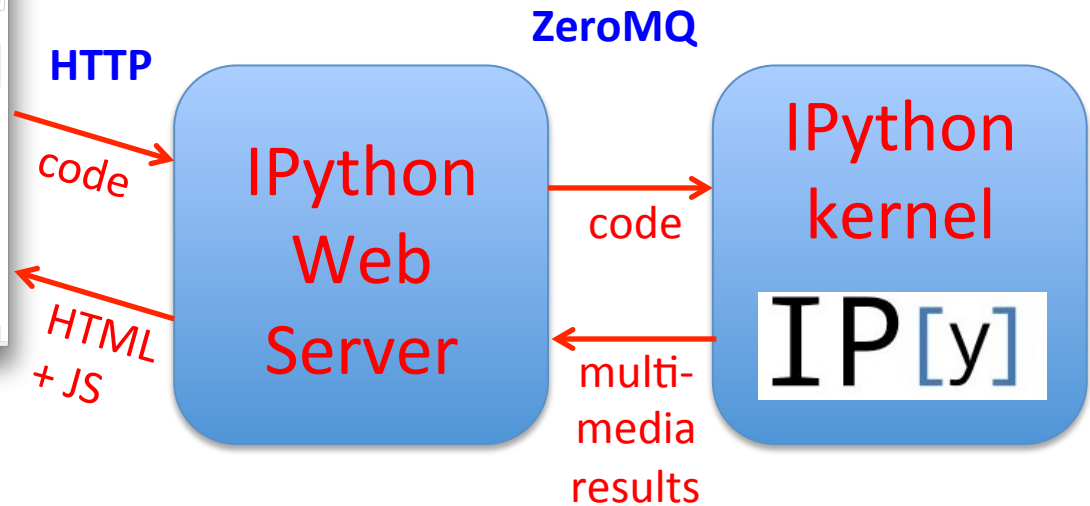 ZeroMQ
HTTP
code
HTML
+ JS
IPython
Web
Server
code
multi-
media
results
IPython
kernel
IP[y]